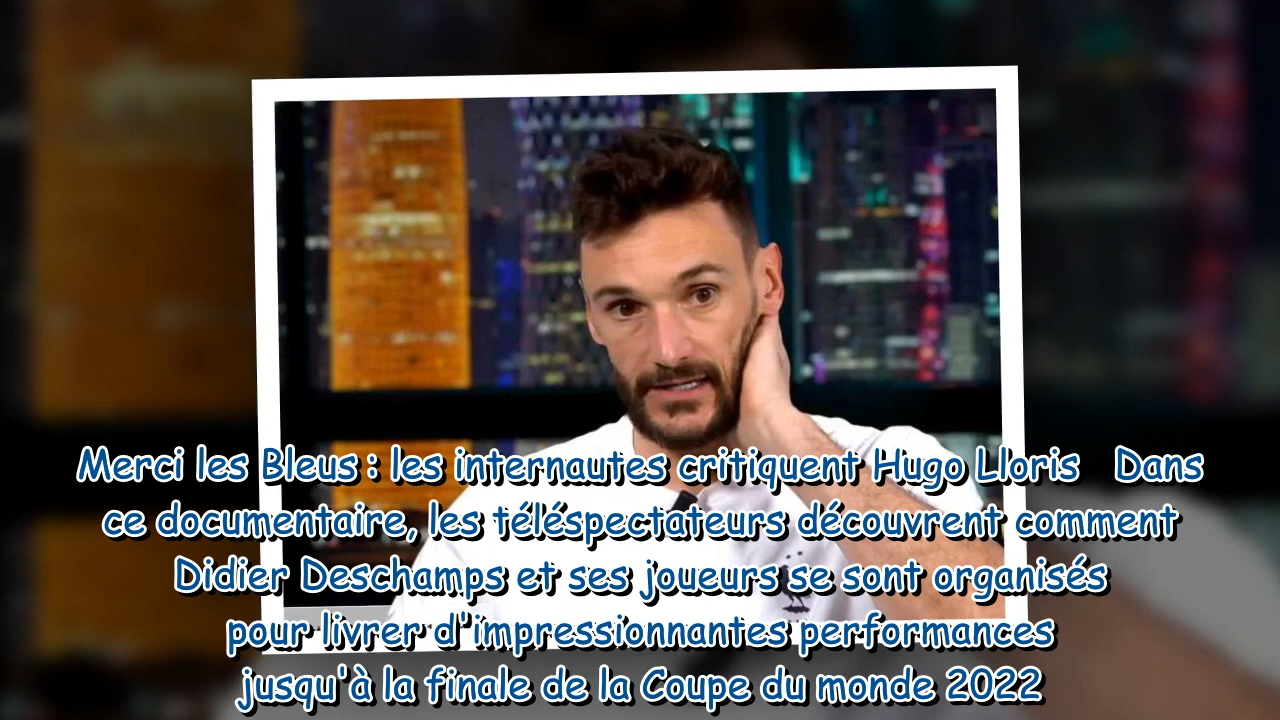 Merci les Bleus : les internautes critiquent Hugo Lloris   Dans
ce documentaire, les téléspectateurs découvrent comment
Didier Deschamps et ses joueurs se sont organisés
pour livrer d'impressionnantes performances
jusqu'à la finale de la Coupe du monde 2022